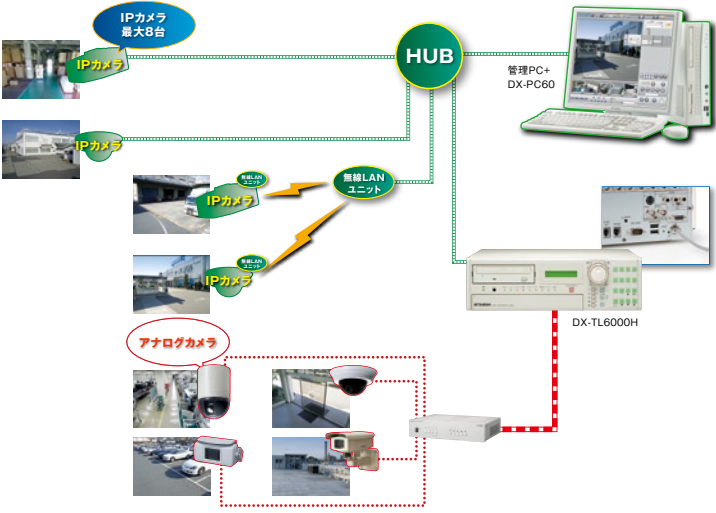 IPカメラ
最大8台
IPカメラ
HUB
管理PC+
DX-PC60
IPカメラ
無線LAN
ユニット
IPカメラ
無線LAN
ユニット
無線LAN
ユニット
IPカメラ
MITSUBISHI
DX-TL6000H
アナログカメラ